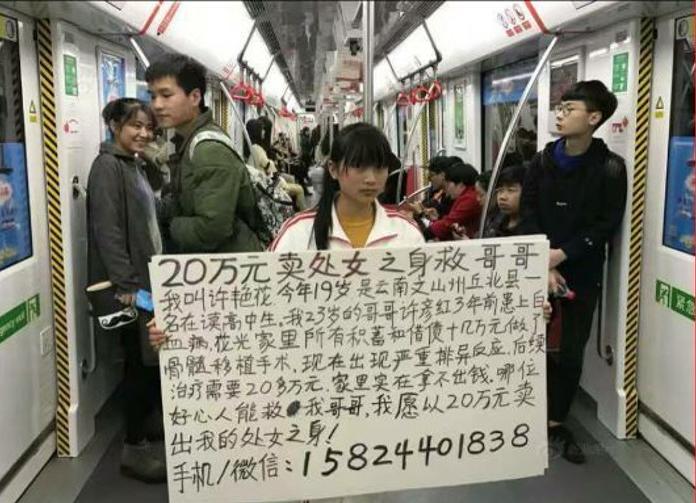 20万元卖处女之身救哥哥
我叫许艳花今年19岁是云南文山州丘北县一
名在读高中生。我23岁的哥哥许彦红3年前患上白
血病,花光家里所有积蓄和借债十几万元做了
骨髓移植手术,现在出现严重排异反应,后续
治疗需要20多万元,家里实在拿不出钱。哪位
好心人能救我哥哥,我愿以20万元卖
出我的处女之身!
手机/微信:15824401838